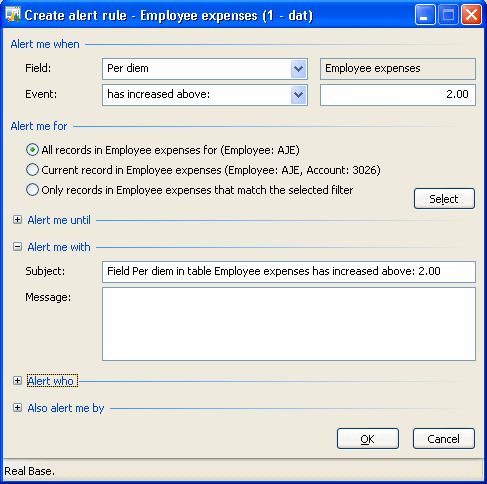 Create alert rule - Employee expenses (1 - dat)
Alert me when
Field: Per diem Employee expenses
Event: has increased above: 2.00
Alert me for
All records in Employee expenses for (Employee: AJE)
Current record in Employee expenses (Employee: AJE, Account: 3026)
Only records in Employee expenses that match the selected filter
Select
Alert me until
Alert me with
Subject: Field Per diem in table Employee expenses has increased above: 2.00
Message:
Alert who
Also alert me by
OK Cancel
Real Base.